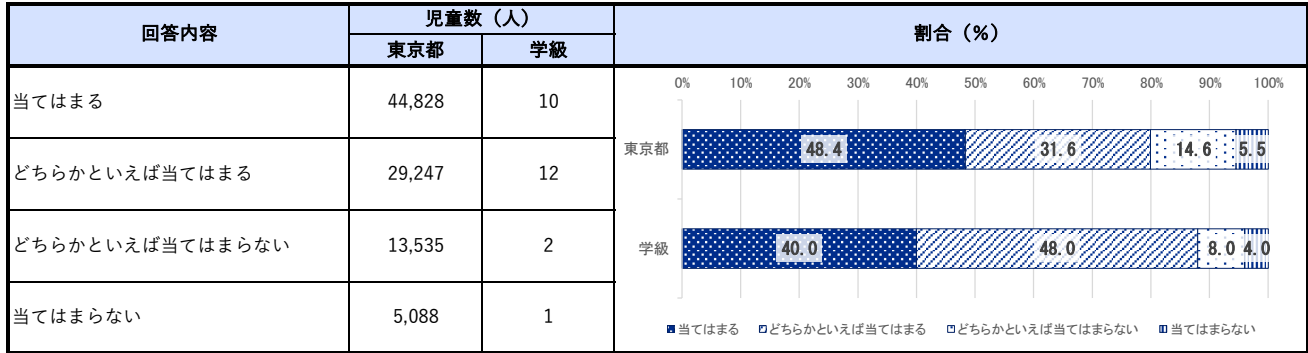 回答内容 児童数（人） 割合（%）
東京都 学級
当てはまる 44,828 10
どちらかといえば当てはまる 29,247 12
どちらかといえば当てはまらない 13,535 2
当てはまらない 5,088 1
0% 10% 20% 30% 40% 50% 60% 70% 80% 90% 100%
東京都 48.4 31.6 14.6 5.5
学級 40.0 48.0 8.0 4.0
当てはまる どちらかといえば当てはまる どちらかといえば当てはまらない 当てはまらない